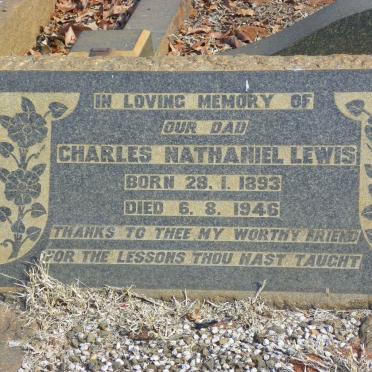 IN LOVING MEMORY OF
OUR DAD
CHARLES NATHANIEL LEWIS
BORN 28.1.1893
DIED 6.8.1946
THANKS TO THEE MY WORTHY FRIEND
FOR THE LESSONS THOU HAST TAUGHT